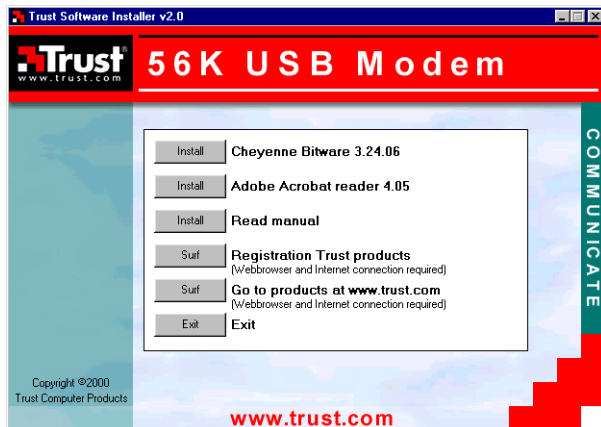 Trust Software Installer v2.0
Trust
www.trust.com
56K USB Modem
Install Cheyenne Bitware 3.24.06
Install Adobe Acrobat reader 4.05
Install Read manual
Surf Registration Trust products
(Webbrowser and Internet connection required)
Surf Go to products at www.trust.com
(Webbrowser and Internet connection required)
Exit Exit
COMMUNICATE
Copyright ©2000
Trust Computer Products
www.trust.com